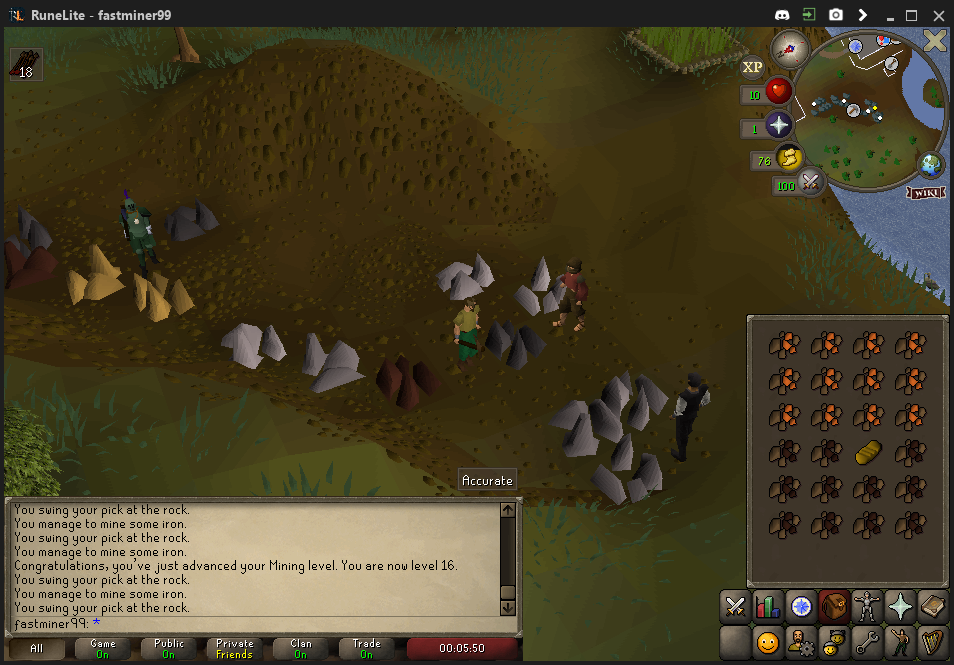 RuneLite - fastminer99
18
XP
10
1
76
100
WIKI
Accurate
You swing your pick at the rock.
You manage to mine some iron.
You swing your pick at the rock.
You manage to mine some iron.
Congratulations, you've just advanced your Mining level. You are now level 16.
You swing your pick at the rock.
You manage to mine some iron.
You swing your pick at the rock.
fastminer99: *
All
Game
On
Public
On
Private
Friends
Clan
On
Trade
On
00:05:50